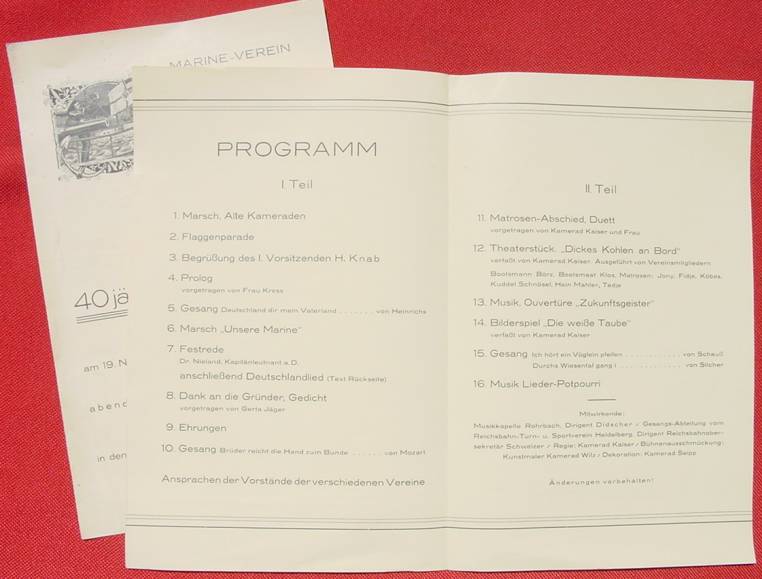 MARINE-VEREIN
40jä
am 19. N
abend
in den
PROGRAMM
I. Teil
1. Marsch, Alte Kameraden
2. Flaggenparade
3. Begrüßung des I. Vorsitzenden H. Knab
4. Prolog
vorgetragen von Frau Kress
5. Gesang Deutschland dir mein Vaterland ....... von Heinrichs
6. Marsch „Unsere Marine"
7. Festrede
Dr. Nieland, Kapitänleutnant a.D.
anschließend Deutschlandlied (Text Rückseite)
8. Dank an die Gründer, Gedicht
vorgetragen von Gerta Jäger
9. Ehrungen
10. Gesang Brüder reicht die Hand zum Bunde ...... von Mozart
Ansprachen der Vorstände der verschiedenen Vereine
II. Teil
11. Matrosen-Abschied, Duett
vorgetragen von Kamerad Kaiser und Frau
12. Theaterstück. „Dickes Kohlen an Bord"
verfaßt von Kamerad Kaiser. Ausgeführt von Vereinsmitgliedern
Bootsmann Börs, Bootsmaat Klos, Matrosen: Jonj, Fidje, Köbes,
Kuddel Schnösel, Hein Mahler, Tedje
13. Musik, Ouvertüre „Zukunftsgeister"
14. Bilderspiel „Die weiße Taube"
verfaßt von Kamerad Kaiser
15. Gesang Ich hört ein Vöglein pfeifen ............ von Schauß
Durchs Wiesental gang i ............ von Silcher
16. Musik Lieder-Potpourri
Mitwirkende:
Musikkapelle Rohrbach, Dirigent Didscher / Gesangs-Abteilung vom
Reichsbahn-Turn- u. Sportverein Heidelberg, Dirigent Reichsbahnober-
sekretär Schweizer / Regie: Kamerad Kaiser / Bühnenausschmückung:
Kunstmaler Kamerad Wilz / Dekoration: Kamerad Seipp
Änderungen vorbehalten!